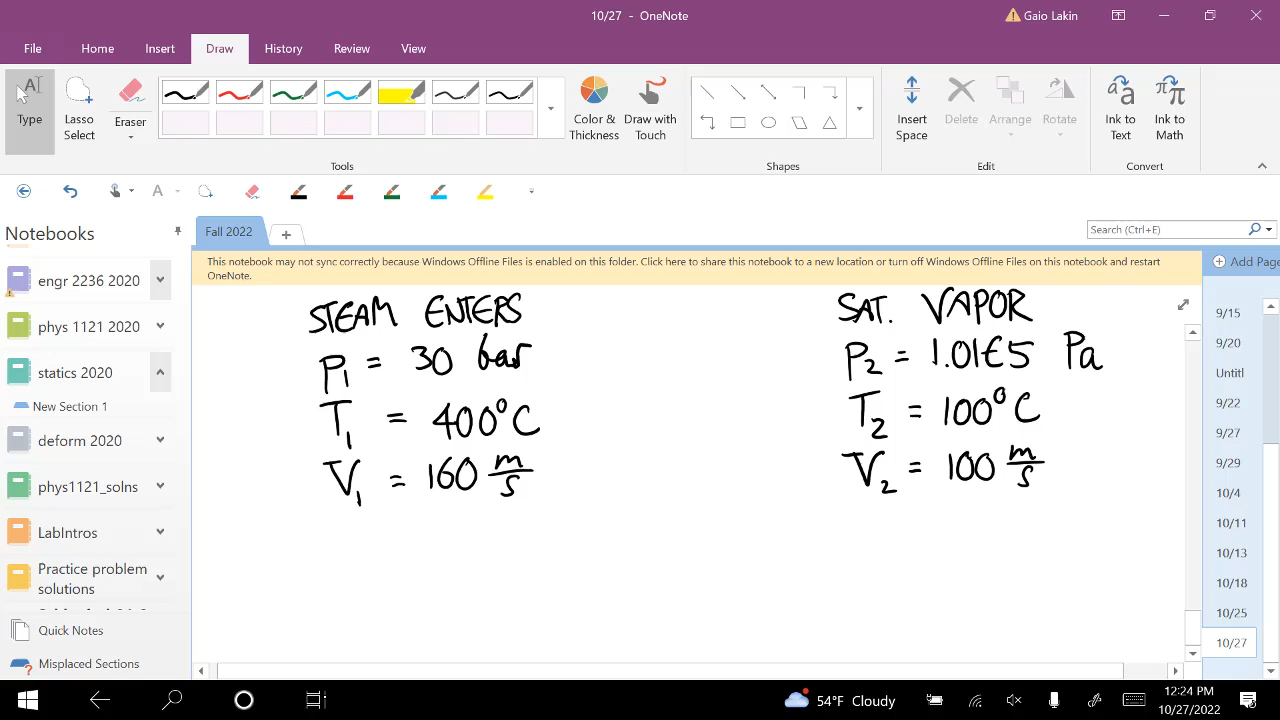 10/27 - OneNote
Gaio Lakin
File Home Insert Draw History Review View
Type
Lasso Select
Eraser
Color & Thickness
Draw with Touch
Insert Space
Delete
Arrange
Rotate
Ink to Text
Ink to Math
Tools
Shapes
Edit
Convert
Notebooks
Fall 2022
Search (Ctrl+E)
This notebook may not sync correctly because Windows Offline Files is enabled on this folder. Click here to share this notebook to a new location or turn off Windows Offline Files on this notebook and restart
OneNote.
Add Page
engr 2236 2020
phys 1121 2020
statics 2020
New Section 1
deform 2020
phys1121_solns
LabIntros
Practice problem
solutions
Quick Notes
Misplaced Sections
STEAM ENTERS
p1 = 30 bar
T1 = 400°C
V1 = 160 m/s
SAT. VAPOR
p2 = 1.01E5 Pa
T2 = 100°C
V2 = 100 m/s
9/15
9/20
Untitl
9/22
9/27
9/29
10/4
10/11
10/13
10/18
10/25
10/27
54°F Cloudy
12:24 PM
10/27/2022